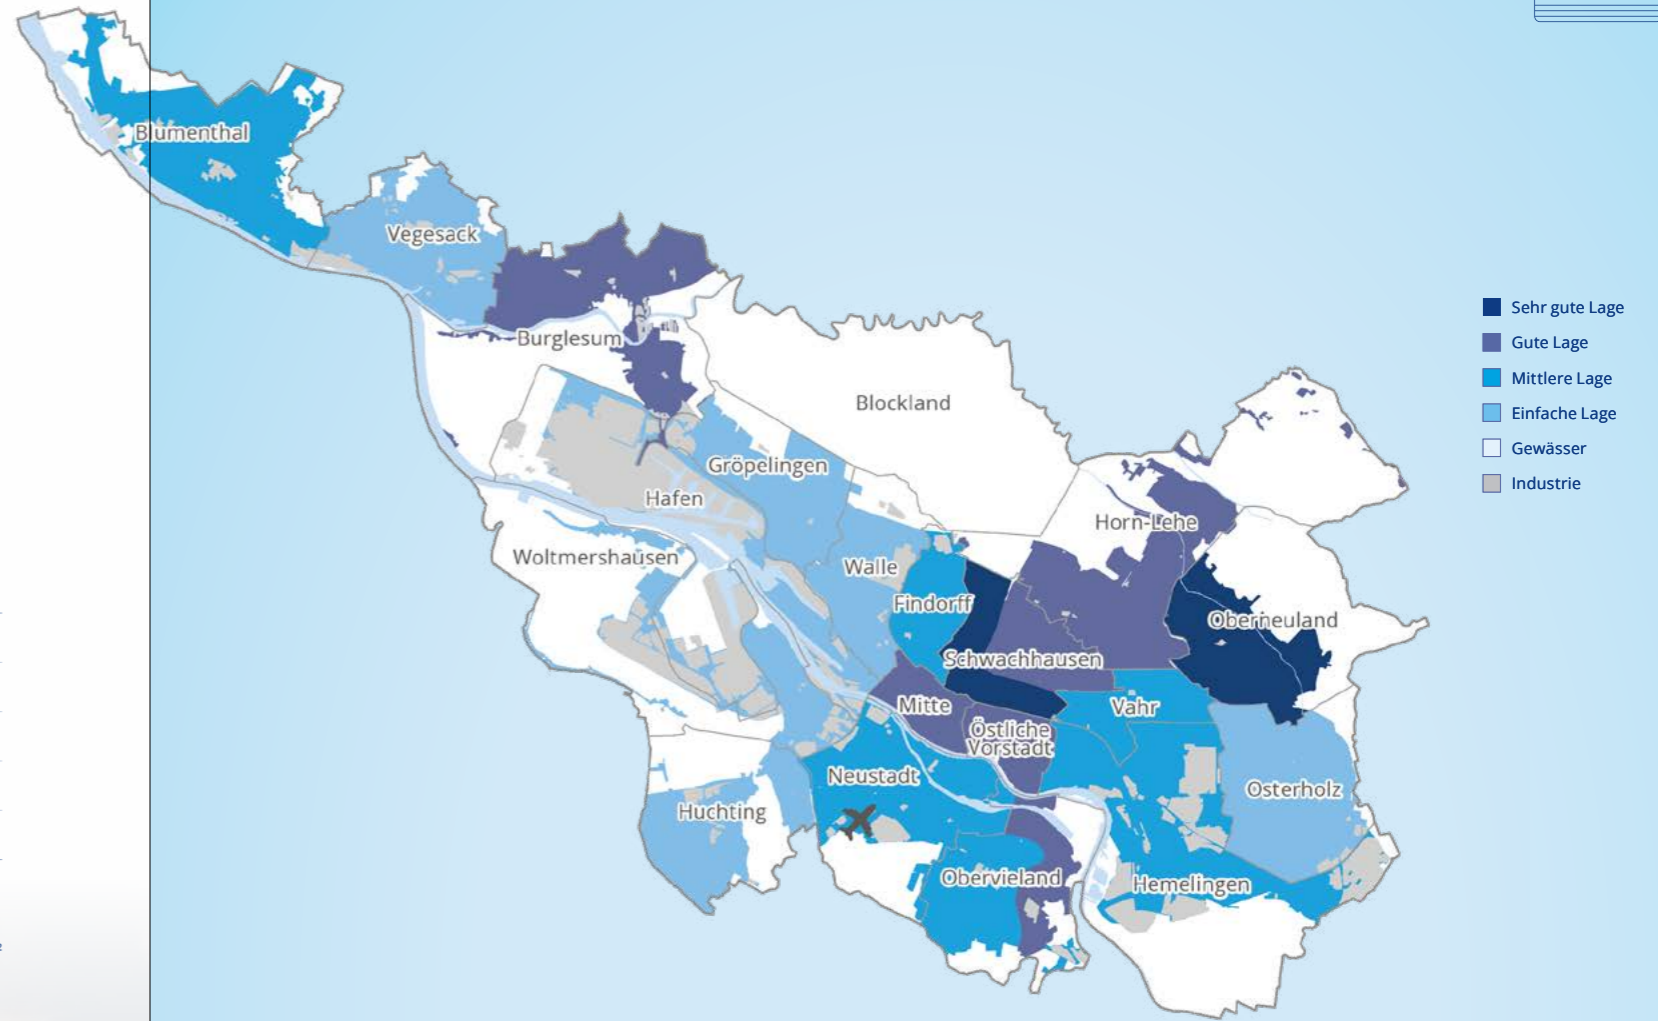 Blumenthal
Vegesack
Burglesum
Blockland
Gröpelingen
Hafen
Horn-Lehe
Woltmershausen
Walle
Findorff
Oberneuland
Schwachhausen
Mitte
Vahr
Östliche
Vorstadt
Neustadt
Osterholz
Huchting
Obervieland
Hemelingen
Sehr gute Lage
Gute Lage
Mittlere Lage
Einfache Lage
Gewässer
Industrie